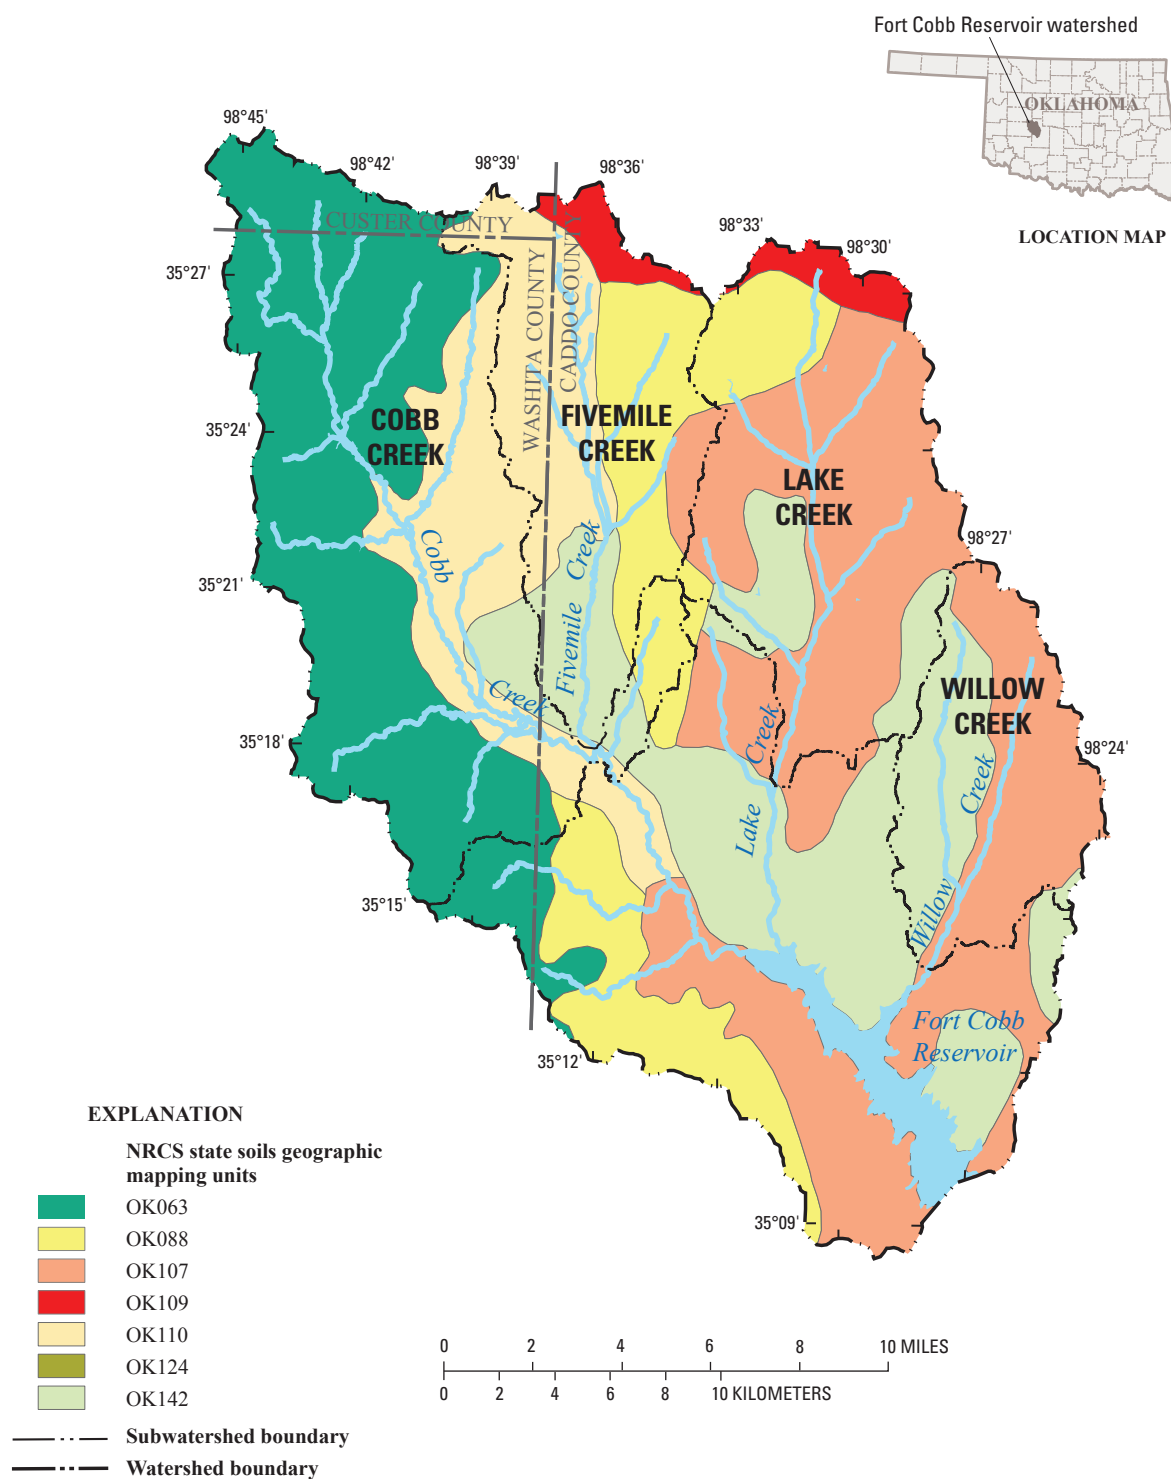 Fort Cobb Reservoir watershed
OKLAHOMA
LOCATION MAP
98°45'
98°42'
98°39'
98°36'
98°33'
98°30'
98°27'
98°24'
35°27'
35°24'
35°21'
35°18'
35°15'
35°12'
35°09'
CUSTER COUNTY
WASHITA COUNTY
CADDO COUNTY
COBB
CREEK
FIVEMILE
CREEK
LAKE
CREEK
WILLOW
CREEK
Cobb
Creek
Fivemile
Creek
Lake
Creek
Willow
Creek
Fort Cobb
Reservoir
EXPLANATION
NRCS state soils geographic
mapping units
OK063
OK088
OK107
OK109
OK110
OK124
OK142
Subwatershed boundary
Watershed boundary
0 2 4 6 8 10 MILES
0 2 4 6 8 10 KILOMETERS